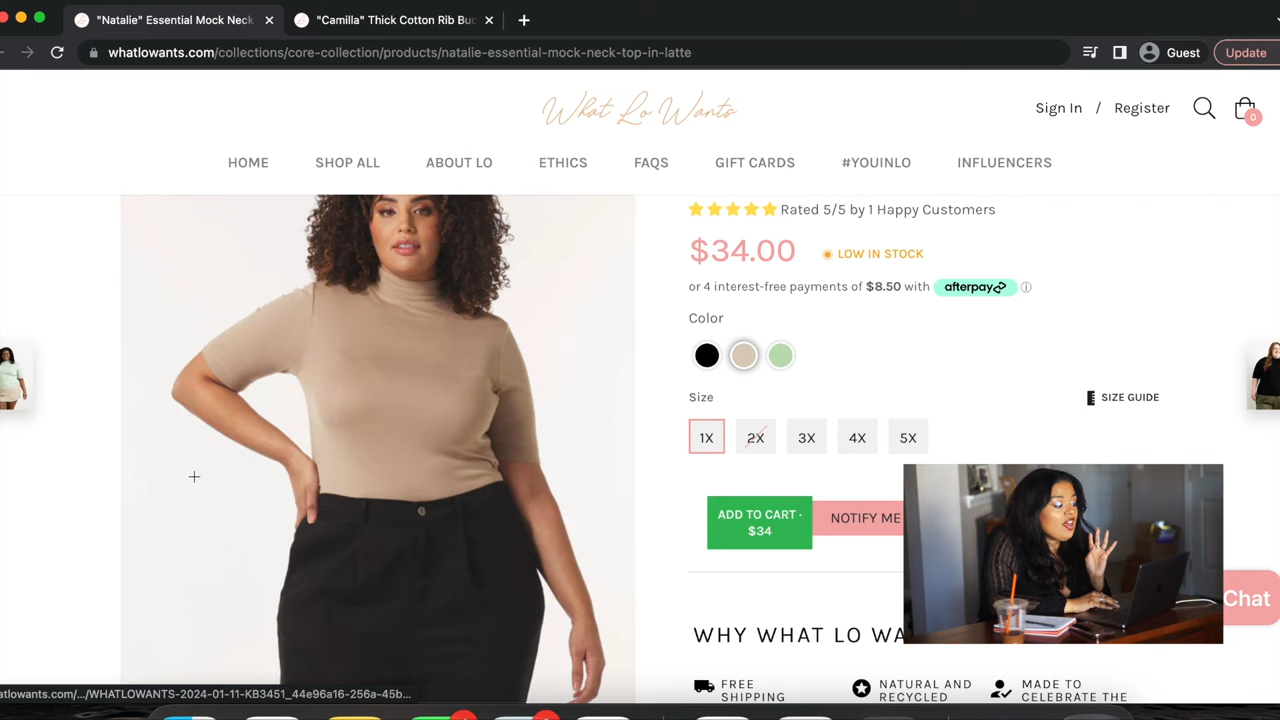 "Natalie" Essential Mock Neck
"Camilla" Thick Cotton Rib Buc
whatlowants.com/collections/core-collection/products/natalie-essential-mock-neck-top-in-latte
Guest
Update
What Lo Wants
Sign In / Register
0
HOME SHOP ALL ABOUT LO ETHICS FAQS GIFT CARDS #YOUINLO INFLUENCERS
Rated 5/5 by 1 Happy Customers
$34.00 LOW IN STOCK
or 4 interest-free payments of $8.50 with afterpay
Color
Size SIZE GUIDE
1X 2X 3X 4X 5X
ADD TO CART ·
$34
NOTIFY ME
Chat
WHY WHAT LO WA
FREE
SHIPPING
NATURAL AND
RECYCLED
MADE TO
CELEBRATE THE
atlowants.com/.../WHATLOWANTS-2024-01-11-KB3451_44e96a16-256a-45b...